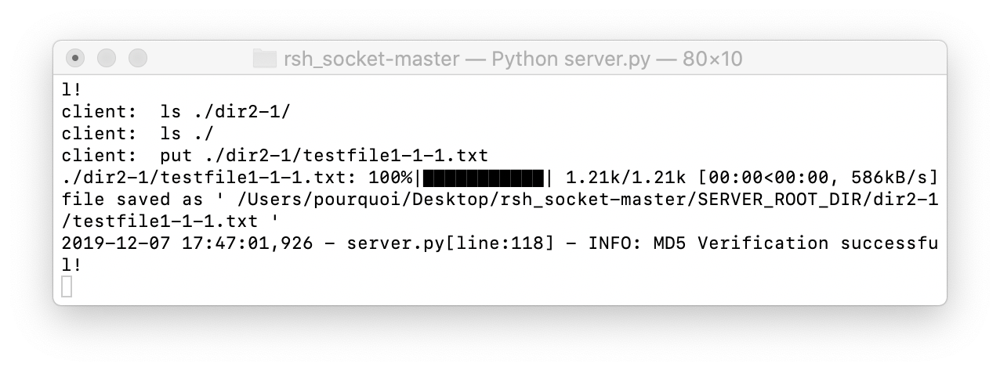 rsh_socket-master — Python server.py — 80×10
l!
client:  ls ./dir2-1/
client:  ls ./
client:  put ./dir2-1/testfile1-1-1.txt
./dir2-1/testfile1-1-1.txt: 100%|███████████| 1.21k/1.21k [00:00<00:00, 586kB/s]
file saved as ' /Users/pourquoi/Desktop/rsh_socket-master/SERVER_ROOT_DIR/dir2-1
/testfile1-1-1.txt '
2019-12-07 17:47:01,926 - server.py[line:118] - INFO: MD5 Verification successfu
l!